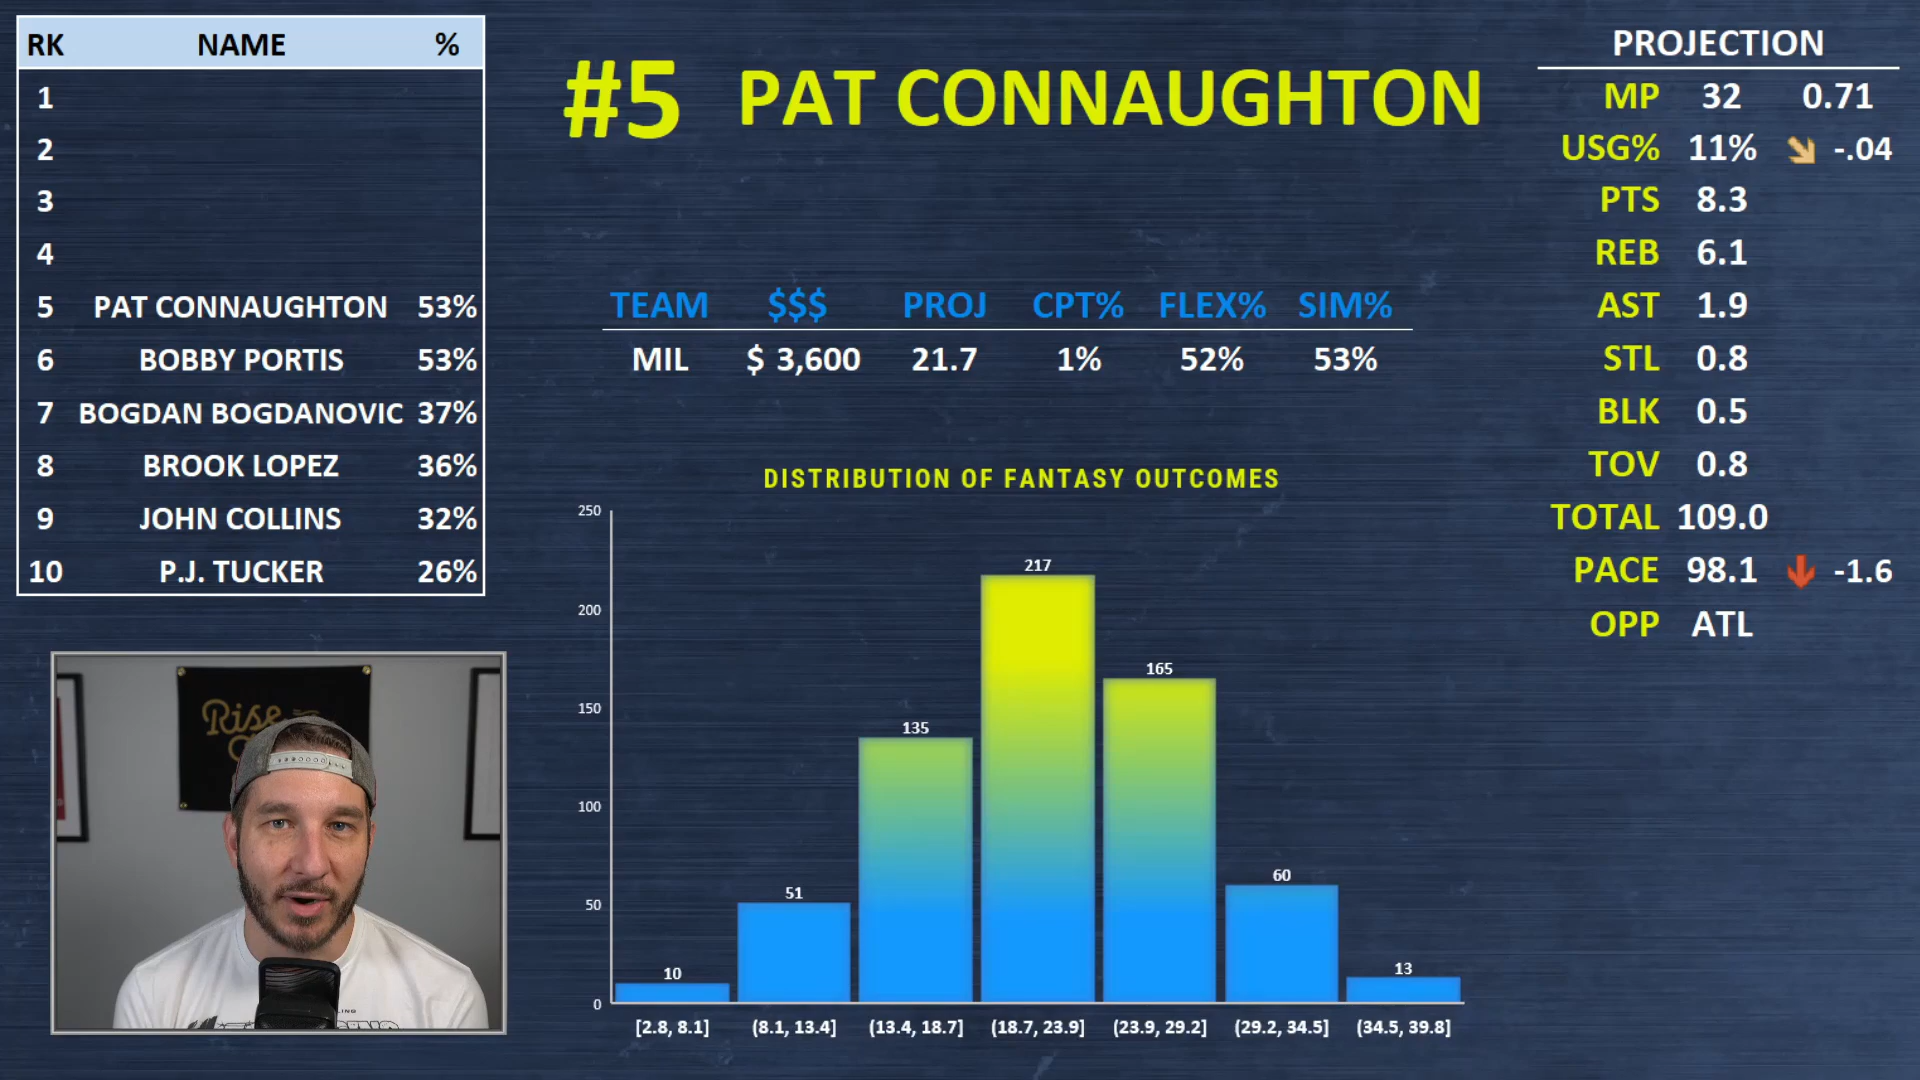 RK NAME %
1
2
3
4
5 PAT CONNAUGHTON 53%
6 BOBBY PORTIS 53%
7 BOGDAN BOGDANOVIC 37%
8 BROOK LOPEZ 36%
9 JOHN COLLINS 32%
10 P.J. TUCKER 26%
#5 PAT CONNAUGHTON
TEAM $$$ PROJ CPT% FLEX% SIM%
MIL $ 3,600 21.7 1% 52% 53%
DISTRIBUTION OF FANTASY OUTCOMES
250
200
150
100
50
0
10
51
135
217
165
60
13
[2.8, 8.1] (8.1, 13.4] (13.4, 18.7] (18.7, 23.9] (23.9, 29.2] (29.2, 34.5] (34.5, 39.8]
PROJECTION
MP 32 0.71
USG% 11% -.04
PTS 8.3
REB 6.1
AST 1.9
STL 0.8
BLK 0.5
TOV 0.8
TOTAL 109.0
PACE 98.1 -1.6
OPP ATL
Rise